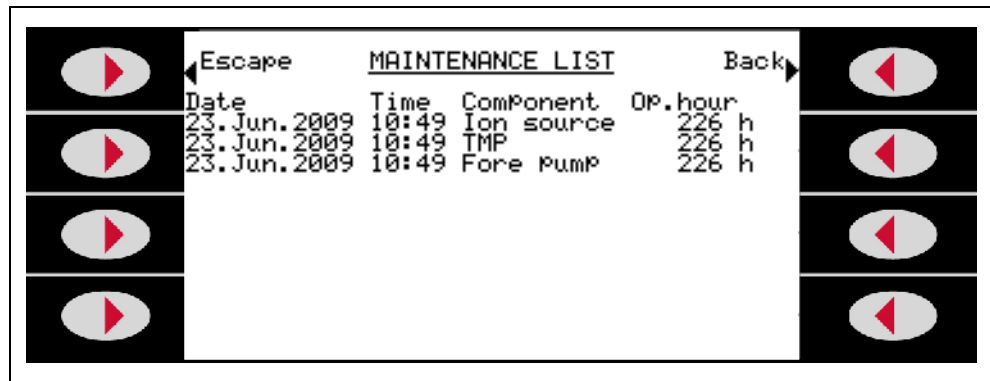 Escape MAINTENANCE LIST Back
Date Time Component Op.hour
23.Jun.2009 10:49 Ion source 226 h
23.Jun.2009 10:49 TMP 226 h
23.Jun.2009 10:49 Fore pump 226 h